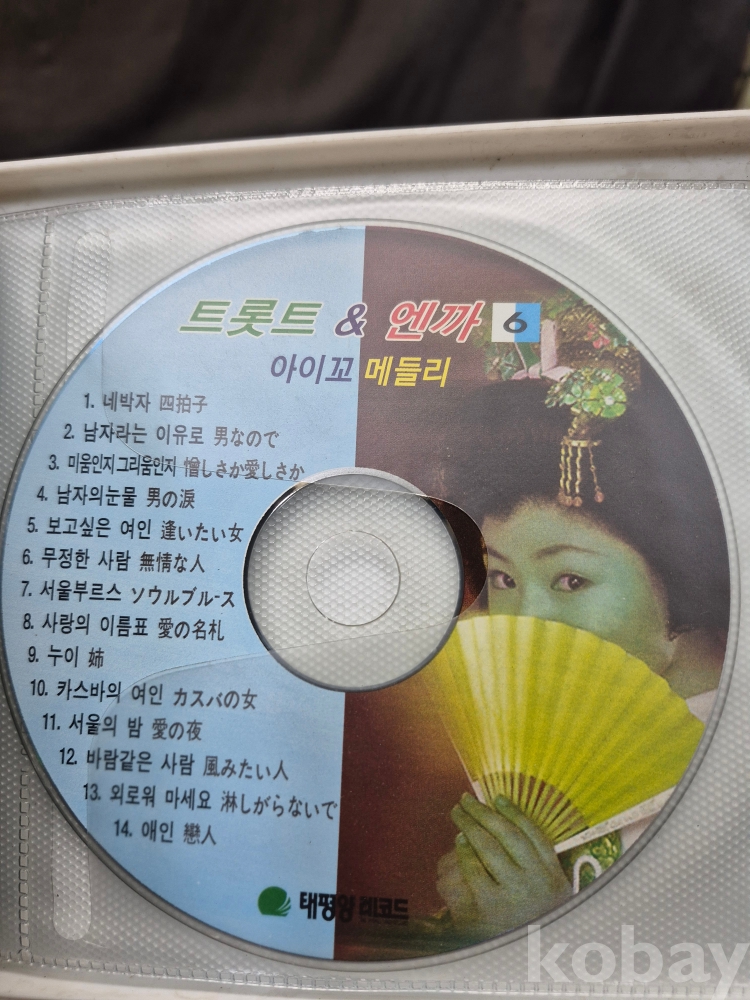 트롯트 & 엔까 6
아이꼬 메들리
1. 네박자 四拍子
2. 남자라는 이유로 男なので
3. 미움인지그리움인지 憎しさか愛しさか
4. 남자의눈물 男の涙
5. 보고싶은 여인 逢いたい女
6. 무정한 사람 無情な人
7. 서울부르스 ソウルブル-ス
8. 사랑의 이름표 愛の名札
9. 누이 姉
10. 카스바의 여인 カスバの女
11. 서울의 밤 愛の夜
12. 바람같은 사람 風みたい人
13. 외로워 마세요 淋しがらないで
14. 애인 戀人
태평양 레코드
kobay